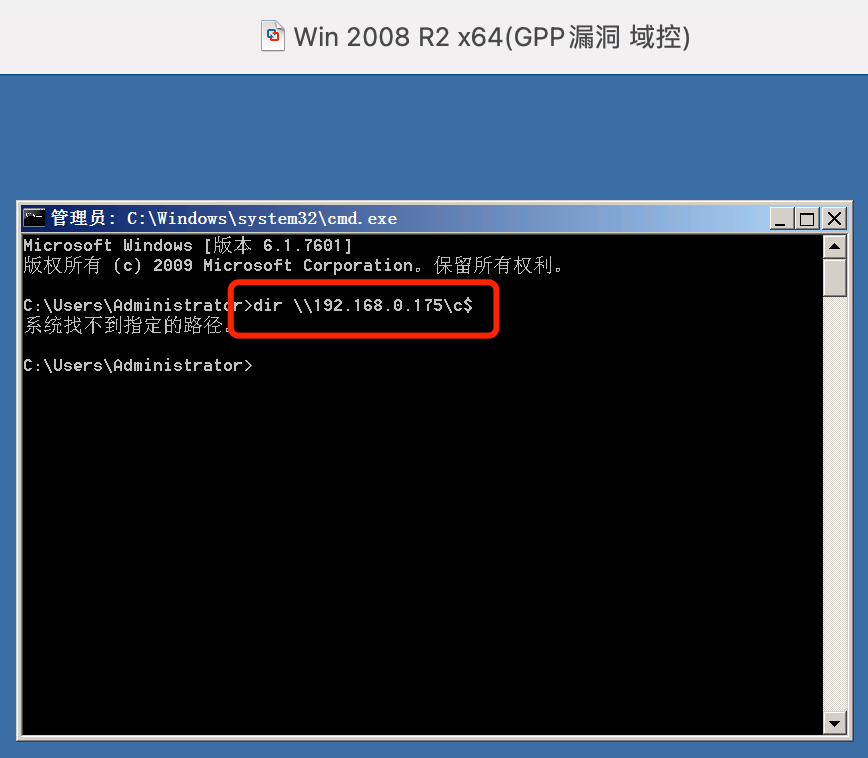 Win 2008 R2 x64(GPP漏洞 域控)
管理员: C:\Windows\system32\cmd.exe
Microsoft Windows [版本 6.1.7601]
版权所有 (c) 2009 Microsoft Corporation。保留所有权利。
C:\Users\Administrator>dir \\192.168.0.175\c$
系统找不到指定的路径。
C:\Users\Administrator>